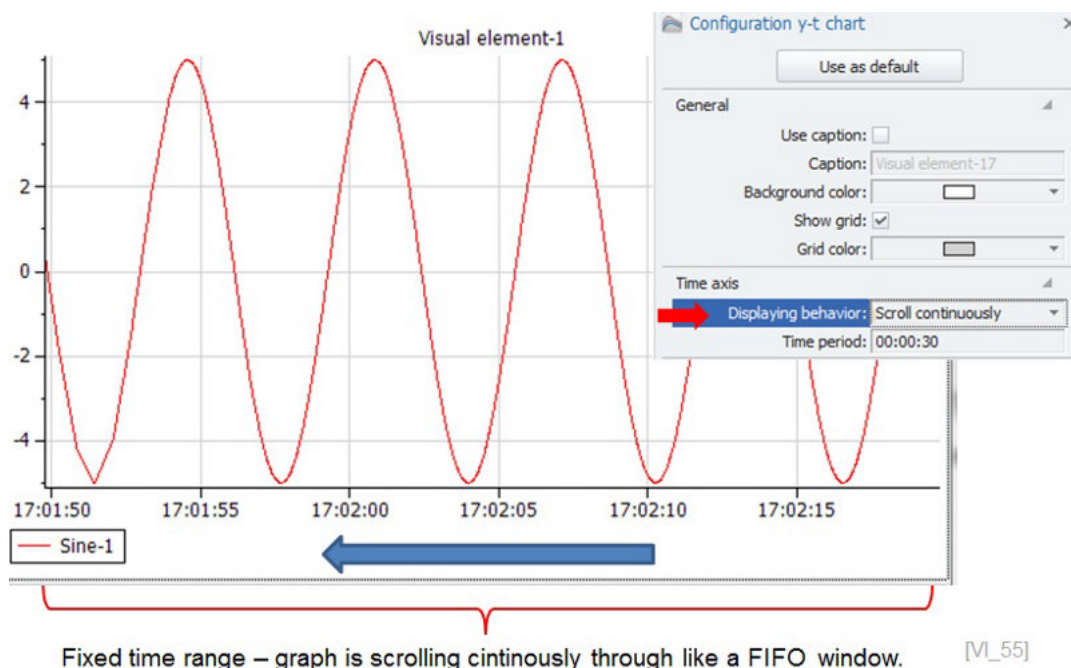 Visual element-1
4
2
0
-2
-4
17:01:50 17:01:55 17:02:00 17:02:05 17:02:10 17:02:15
Sine-1
Configuration y-t chart
Use as default
General
Use caption:
Caption: Visual element-17
Background color:
Show grid:
Grid color:
Time axis
Displaying behavior: Scroll continuously
Time period: 00:00:30
Fixed time range – graph is scrolling cintinously through like a FIFO window.
[VI_55]